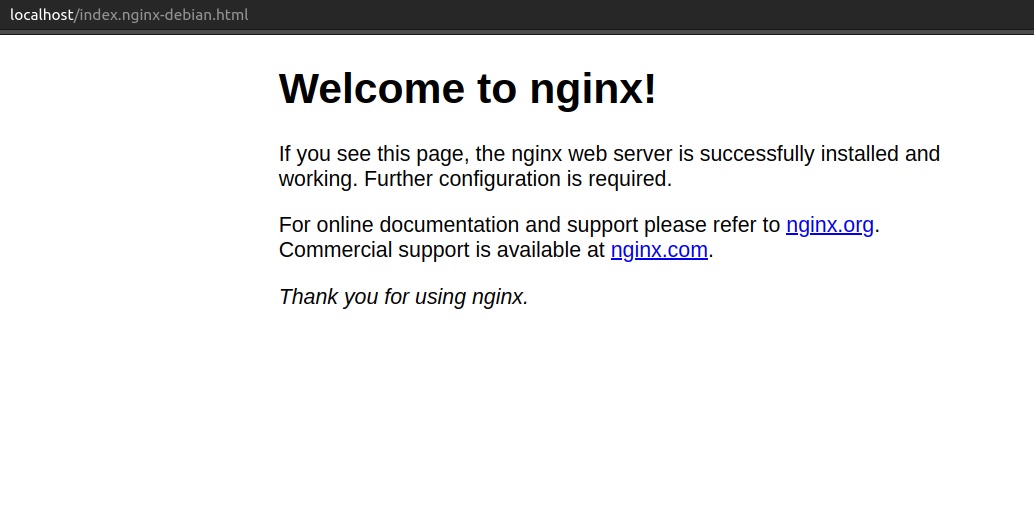 localhost/index.nginx-debian.html
Welcome to nginx!
If you see this page, the nginx web server is successfully installed and
working. Further configuration is required.
For online documentation and support please refer to nginx.org.
Commercial support is available at nginx.com.
Thank you for using nginx.